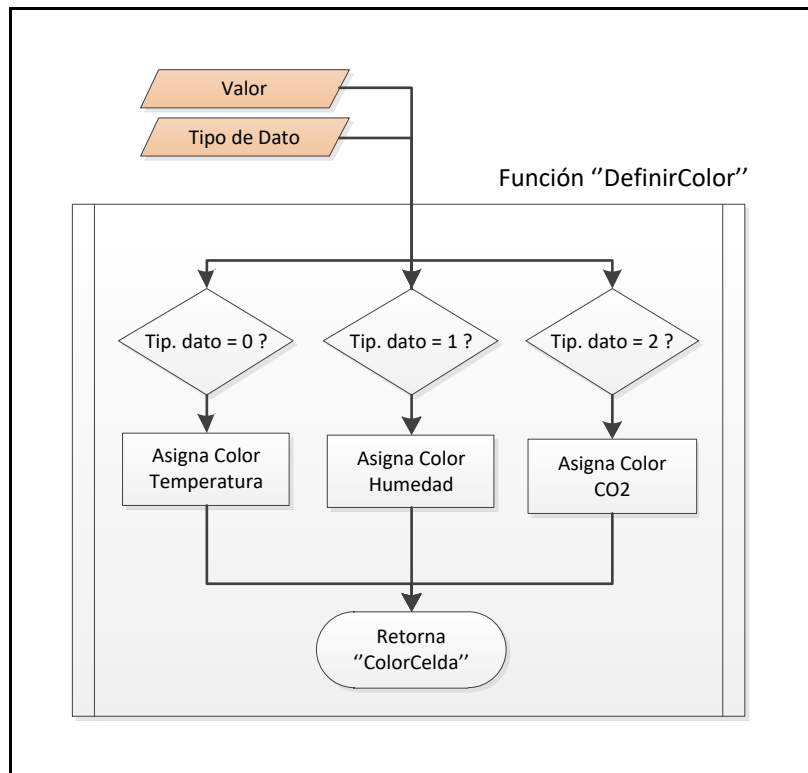 Valor
Tipo de Dato
Función ‘’DefinirColor’’
Tip. dato = 0 ?
Tip. dato = 1 ?
Tip. dato = 2 ?
Asigna Color
Temperatura
Asigna Color
Humedad
Asigna Color
CO2
Retorna
‘’ColorCelda’’